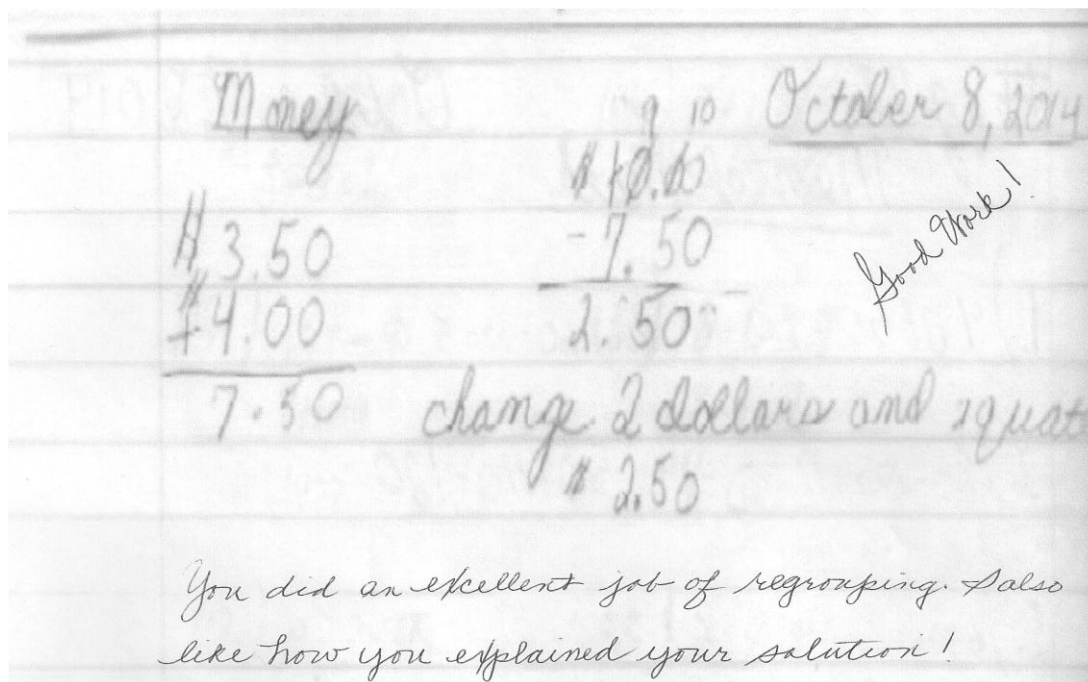 Money
October 8, 2014
9 10
$ 10.00
$ 3.50
- 7.50
Good Work!
+ 4.00
2.50
7.50
change 2 dollars and
$ 2.50
You did an excellent job of regrouping. I also
like how you explained your solution!